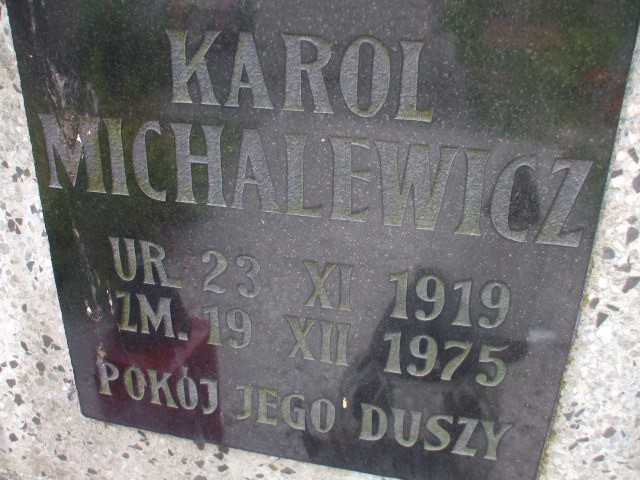 KAROL
MICHALEWICZ
UR. 23 XI 1919
ZM. 19 XII 1975
POKÓJ JEGO DUSZY